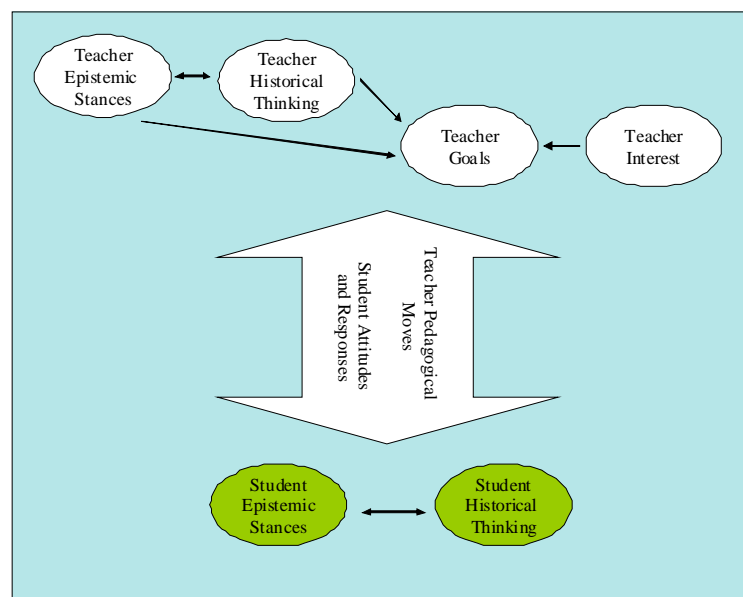 Teacher
Epistemic
Stances
Teacher
Historical
Thinking
Teacher
Goals
Teacher
Interest
Teacher Pedagogical
Moves
Student Attitudes
and Responses
Student
Epistemic
Stances
Student
Historical
Thinking